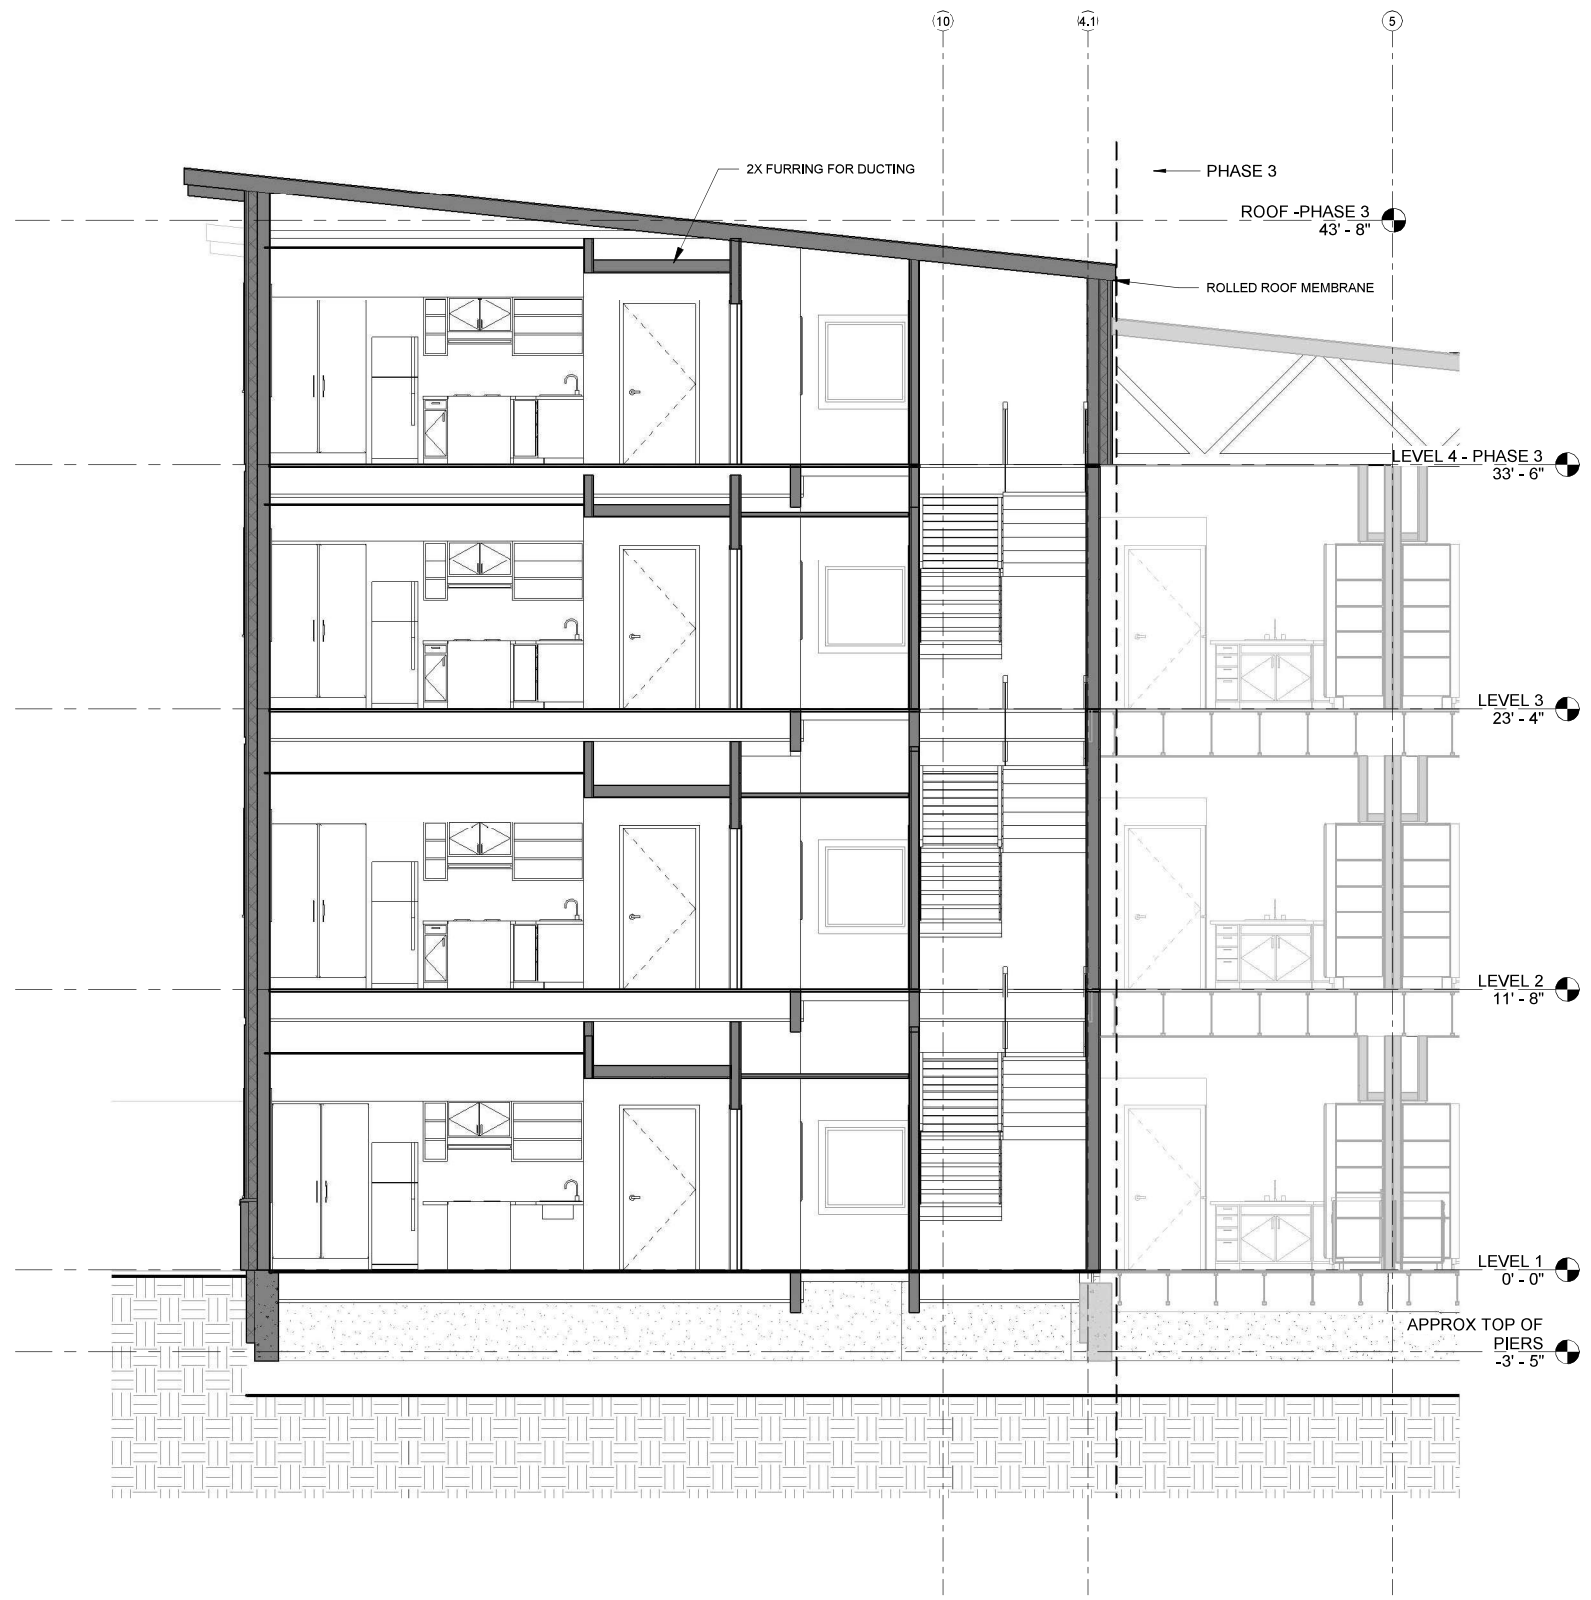 10
4.1
5
2X FURRING FOR DUCTING
PHASE 3
ROOF -PHASE 3
43' - 8"
ROLLED ROOF MEMBRANE
LEVEL 4 - PHASE 3
33' - 6"
LEVEL 3
23' - 4"
LEVEL 2
11' - 8"
LEVEL 1
0' - 0"
APPROX TOP OF
PIERS
-3' - 5"